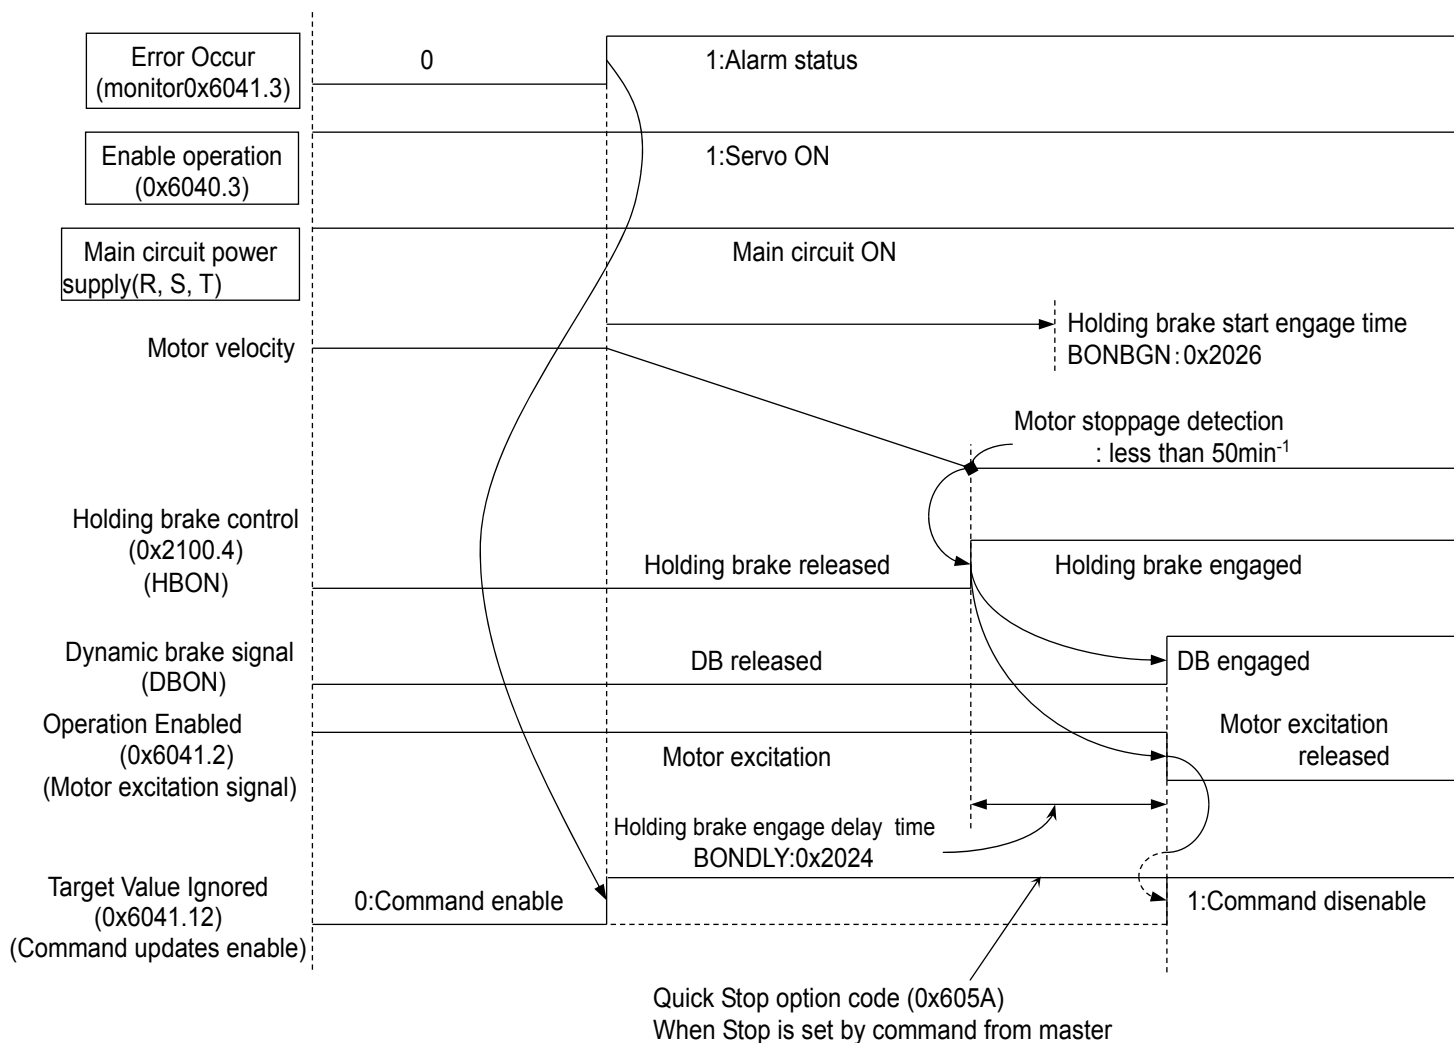 Error Occur
(monitor0x6041.3)
0
1:Alarm status
Enable operation
(0x6040.3)
1:Servo ON
Main circuit power
supply(R, S, T)
Main circuit ON
Motor velocity
Holding brake start engage time
BONBGN:0x2026
Motor stoppage detection
: less than 50min-1
Holding brake control
(0x2100.4)
(HBON)
Holding brake released
Holding brake engaged
Dynamic brake signal
(DBON)
DB released
DB engaged
Operation Enabled
(0x6041.2)
(Motor excitation signal)
Motor excitation
Motor excitation
released
Holding brake engage delay time
BONDLY:0x2024
Target Value Ignored
(0x6041.12)
(Command updates enable)
0:Command enable
1:Command disenable
Quick Stop option code (0x605A)
When Stop is set by command from master